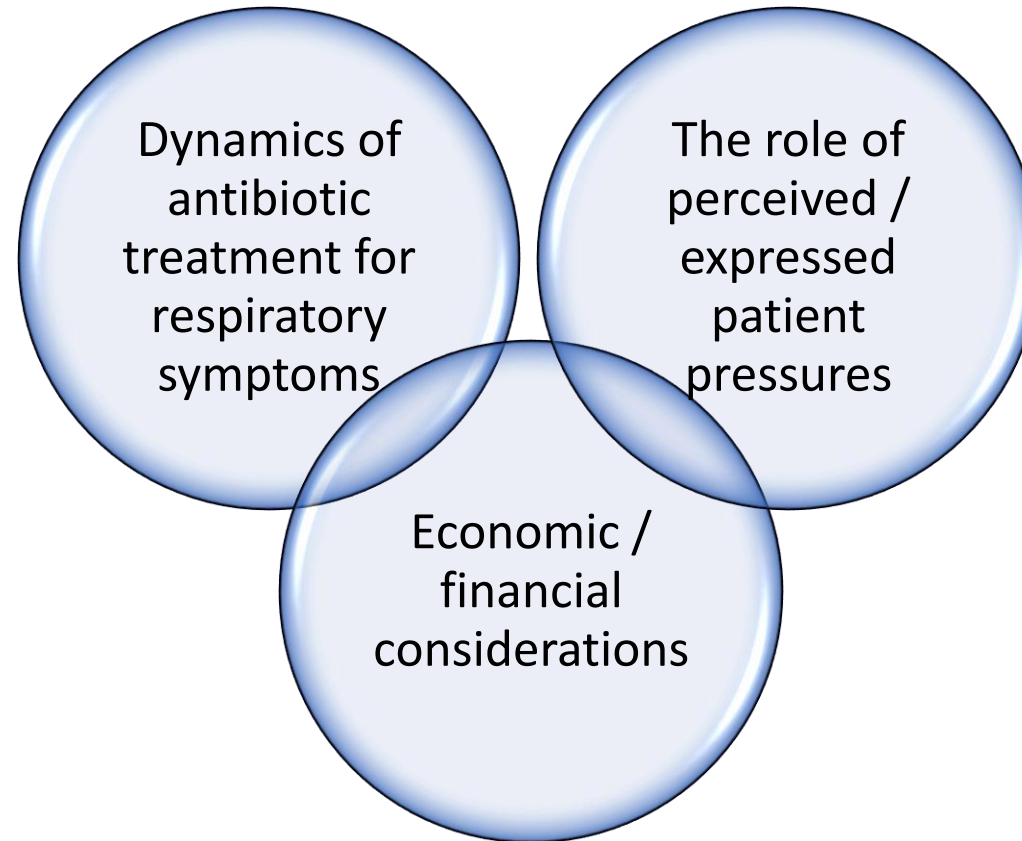 Dynamics of
antibiotic
treatment for
respiratory
symptoms
The role of
perceived /
expressed
patient
pressures
Economic /
financial
considerations